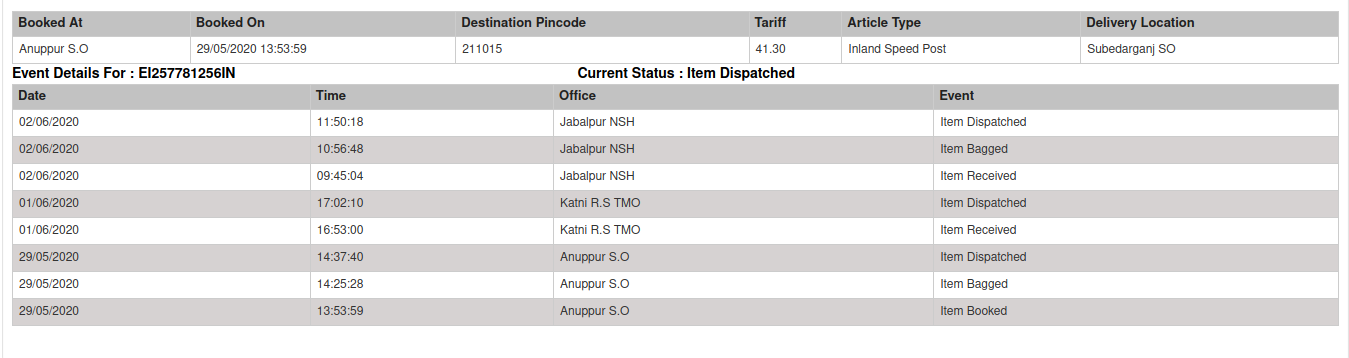 Booked At Booked On Destination Pincode Tariff Article Type Delivery Location
Anuppur S.O 29/05/2020 13:53:59 211015 41.30 Inland Speed Post Subedarganj SO
Event Details For : EI257781256IN Current Status : Item Dispatched
Date Time Office Event
02/06/2020 11:50:18 Jabalpur NSH Item Dispatched
02/06/2020 10:56:48 Jabalpur NSH Item Bagged
02/06/2020 09:45:04 Jabalpur NSH Item Received
01/06/2020 17:02:10 Katni R.S TMO Item Dispatched
01/06/2020 16:53:00 Katni R.S TMO Item Received
29/05/2020 14:37:40 Anuppur S.O Item Dispatched
29/05/2020 14:25:28 Anuppur S.O Item Bagged
29/05/2020 13:53:59 Anuppur S.O Item Booked